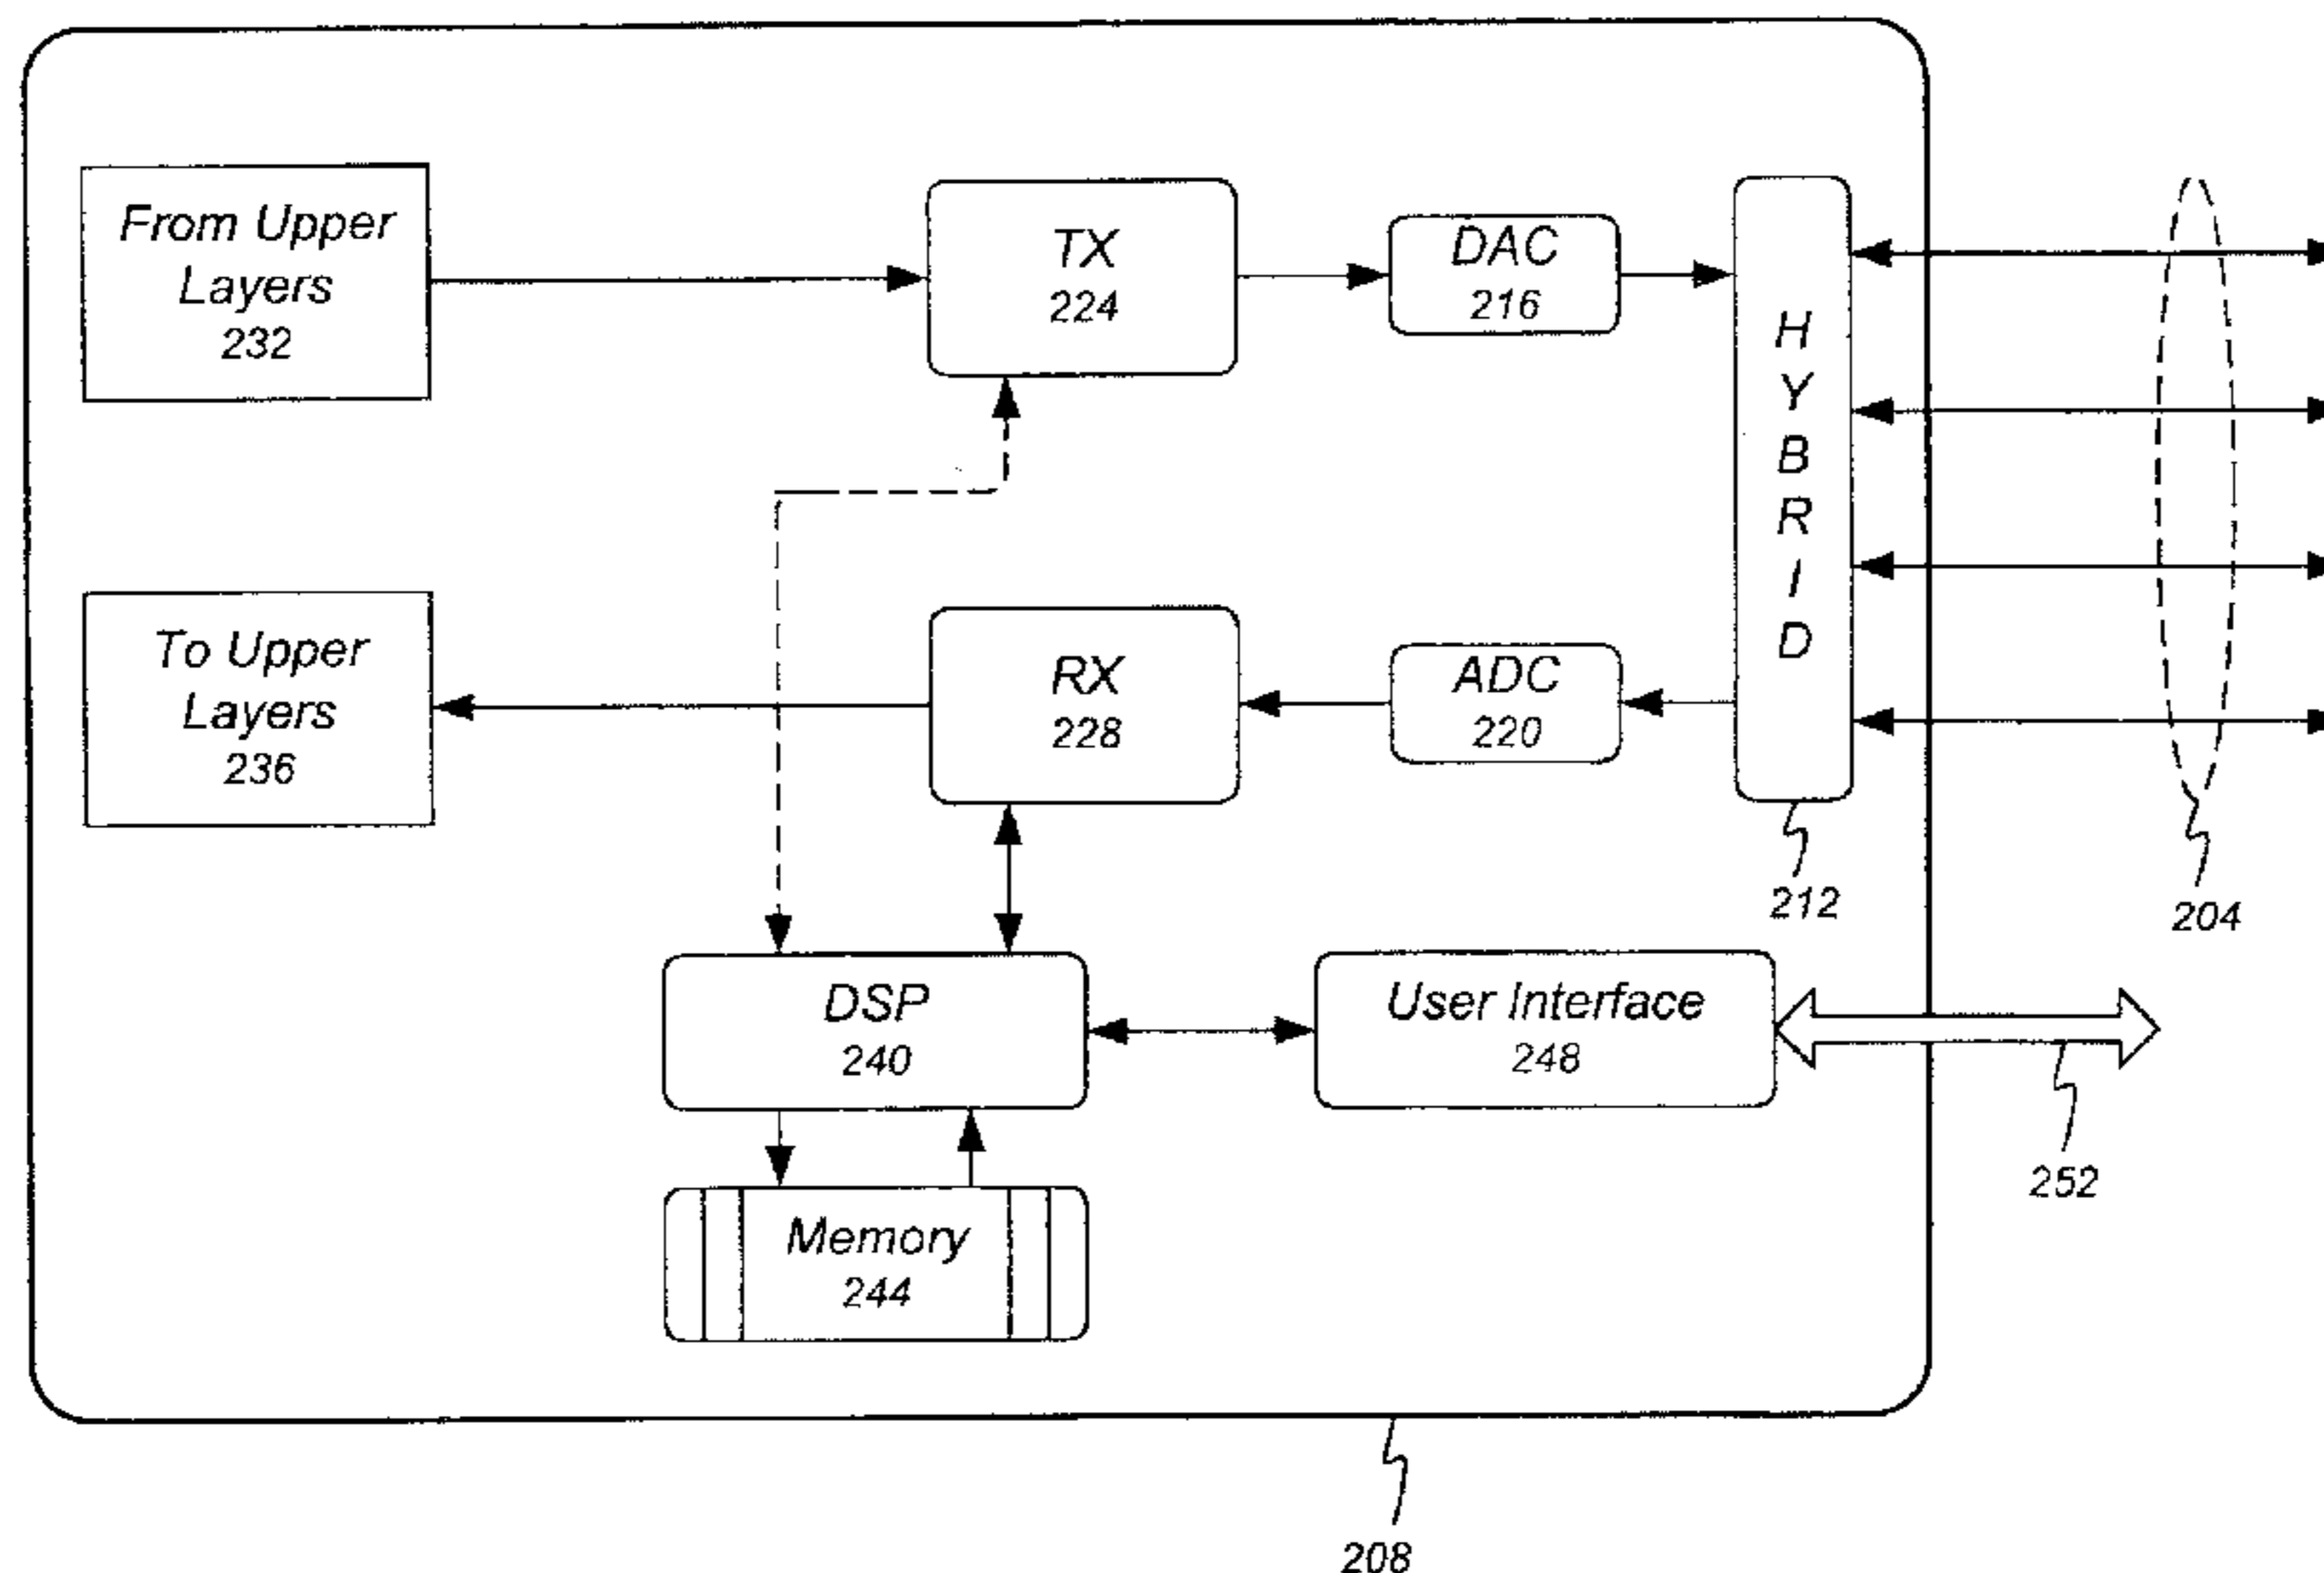 From Upper
Layers
232
TX
224
DAC
216
H
Y
B
R
I
D
To Upper
Layers
236
RX
228
ADC
220
212
204
DSP
240
User Interface
248
252
Memory
244
208